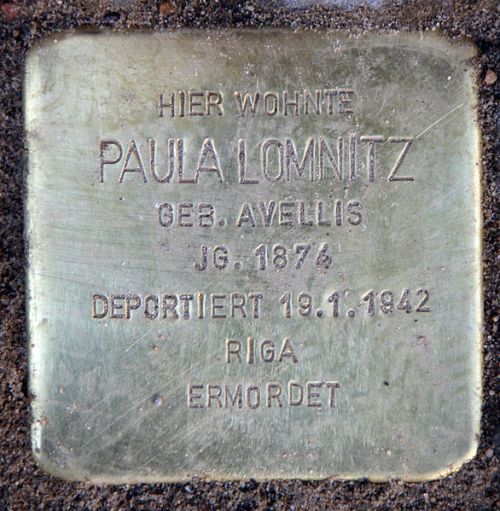 HIER WOHNTE
PAULA LOMNITZ
GEB. AVELLIS
JG. 1874
DEPORTIERT 19.1.1942
RIGA
ERMORDET